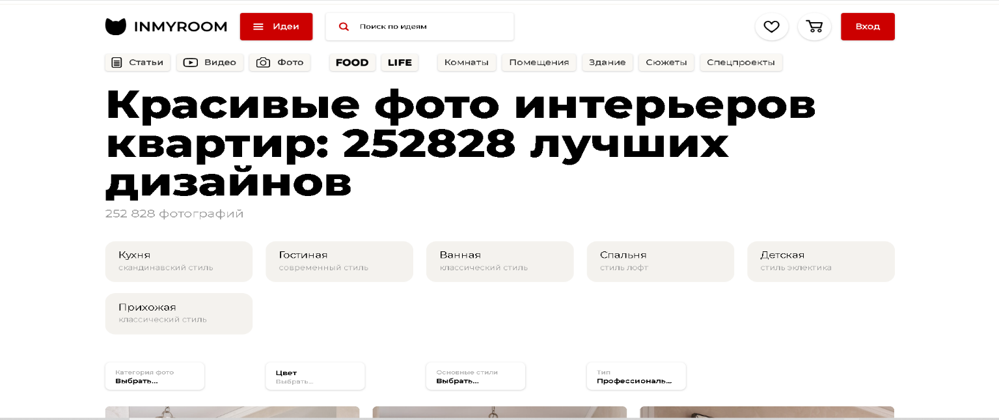 INMYROOM
Идеи
Поиск по идеям
Вход
Статьи
Видео
Фото
FOOD
LIFE
Комнаты
Помещения
Здание
Сюжеты
Спецпроекты
Красивые фото интерьеров
квартир: 252828 лучших
дизайнов
252 828 фотографий
Кухня
скандинавский стиль
Гостиная
современный стиль
Ванная
классический стиль
Спальня
стиль лофт
Детская
стиль эклектика
Прихожая
классический стиль
Категория фото
Выбрать...
Цвет
Выбрать...
Основные стили
Выбрать...
Тип
Профессиональ...